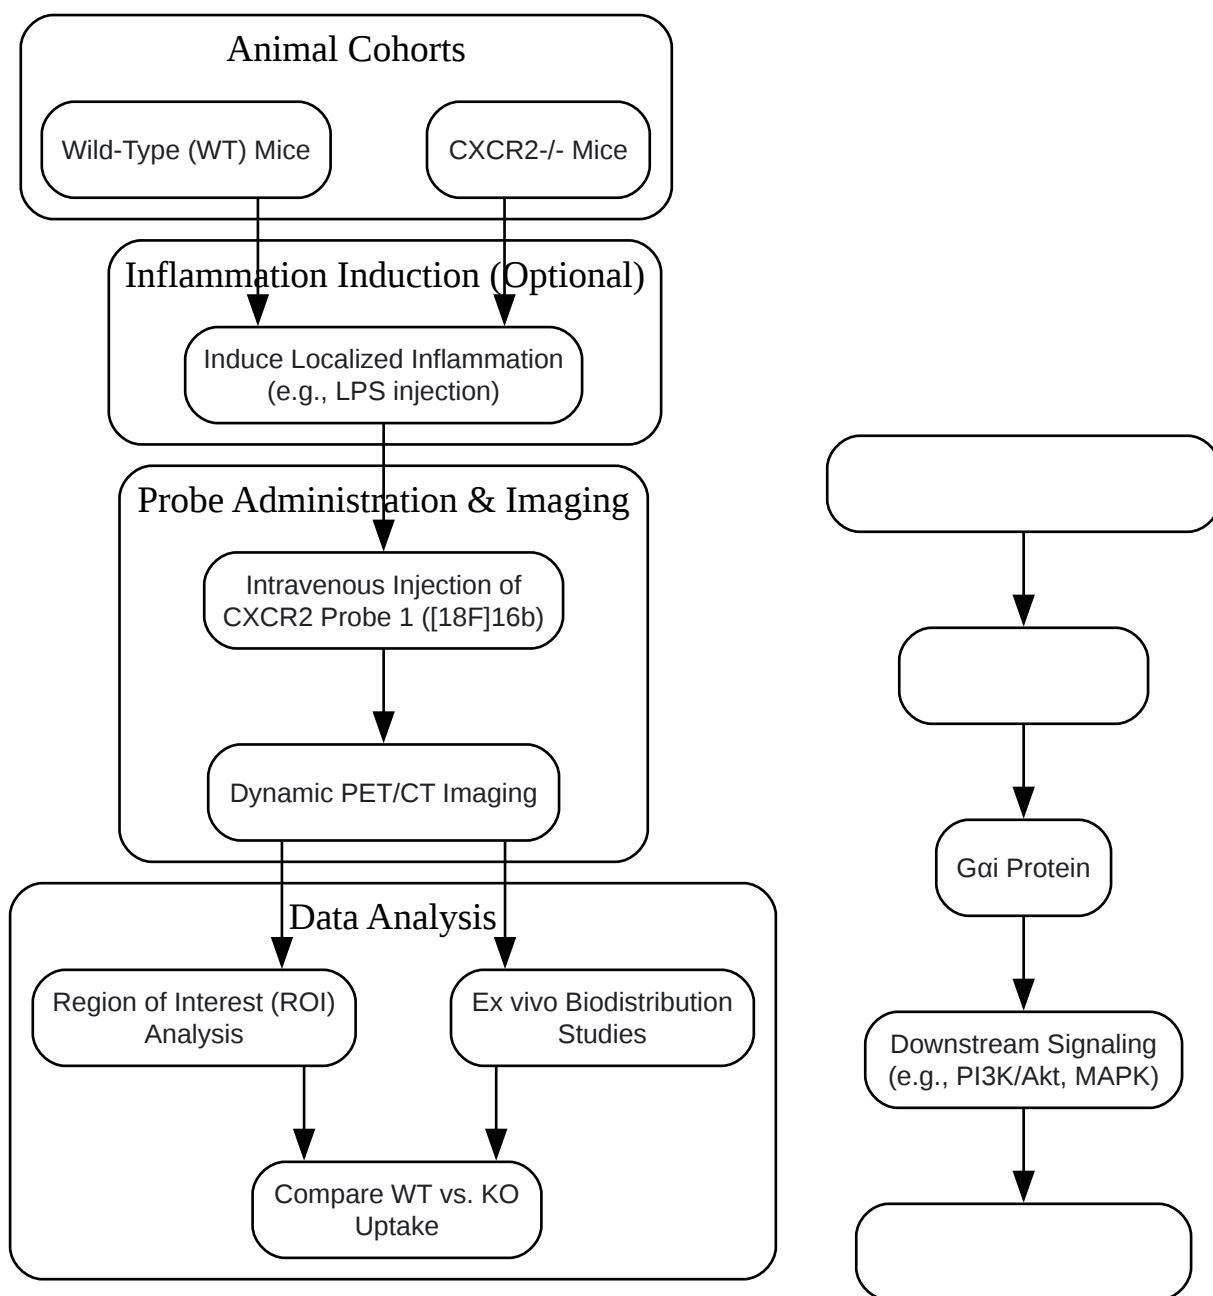 Animal Cohorts
Wild-Type (WT) Mice
CXCR2-/- Mice
Inflammation Induction (Optional)
Induce Localized Inflammation
(e.g., LPS injection)
Probe Administration & Imaging
Intravenous Injection of
CXCR2 Probe 1 ([18F]16b)
Dynamic PET/CT Imaging
Data Analysis
Region of Interest (ROI)
Analysis
Ex vivo Biodistribution
Studies
Compare WT vs. KO
Uptake
Gαi Protein
Downstream Signaling
(e.g., PI3K/Akt, MAPK)